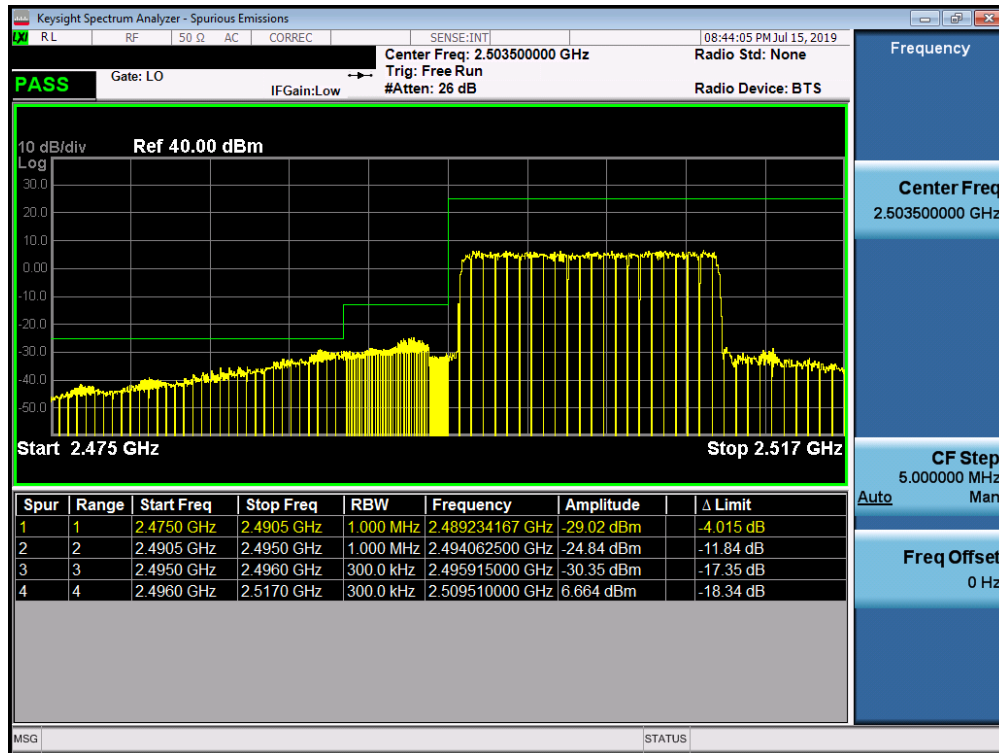 Keysight Spectrum Analyzer - Spurious Emissions
LXI RL RF 50 Ω AC CORREC SENSE:INT 08:44:05 PM Jul 15, 2019
Center Freq: 2.503500000 GHz Radio Std: None
Gate: LO Trig: Free Run
PASS IFGain:Low #Atten: 26 dB Radio Device: BTS
10 dB/div Ref 40.00 dBm
Log
30.0
20.0
10.0
0.00
-10.0
-20.0
-30.0
-40.0
-50.0
Start 2.475 GHz Stop 2.517 GHz
Spur Range Start Freq Stop Freq RBW Frequency Amplitude Δ Limit
1 1 2.4750 GHz 2.4905 GHz 1.000 MHz 2.489234167 GHz -29.02 dBm -4.015 dB
2 2 2.4905 GHz 2.4950 GHz 1.000 MHz 2.494062500 GHz -24.84 dBm -11.84 dB
3 3 2.4950 GHz 2.4960 GHz 300.0 kHz 2.495915000 GHz -30.35 dBm -17.35 dB
4 4 2.4960 GHz 2.5170 GHz 300.0 kHz 2.509510000 GHz 6.664 dBm -18.34 dB
Frequency
Center Freq
2.503500000 GHz
CF Step
5.000000 MHz
Auto Man
Freq Offset
0 Hz
MSG STATUS